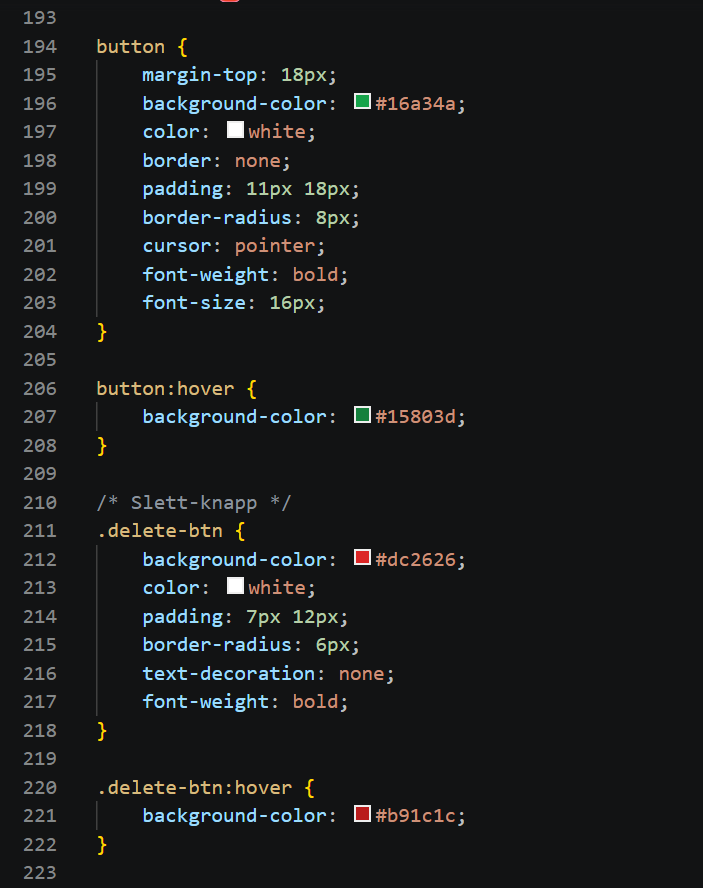 193
194 button {
195     margin-top: 18px;
196     background-color: #16a34a;
197     color: white;
198     border: none;
199     padding: 11px 18px;
200     border-radius: 8px;
201     cursor: pointer;
202     font-weight: bold;
203     font-size: 16px;
204 }
205
206 button:hover {
207     background-color: #15803d;
208 }
209
210 /* Slett-knapp */
211 .delete-btn {
212     background-color: #dc2626;
213     color: white;
214     padding: 7px 12px;
215     border-radius: 6px;
216     text-decoration: none;
217     font-weight: bold;
218 }
219
220 .delete-btn:hover {
221     background-color: #b91c1c;
222 }
223